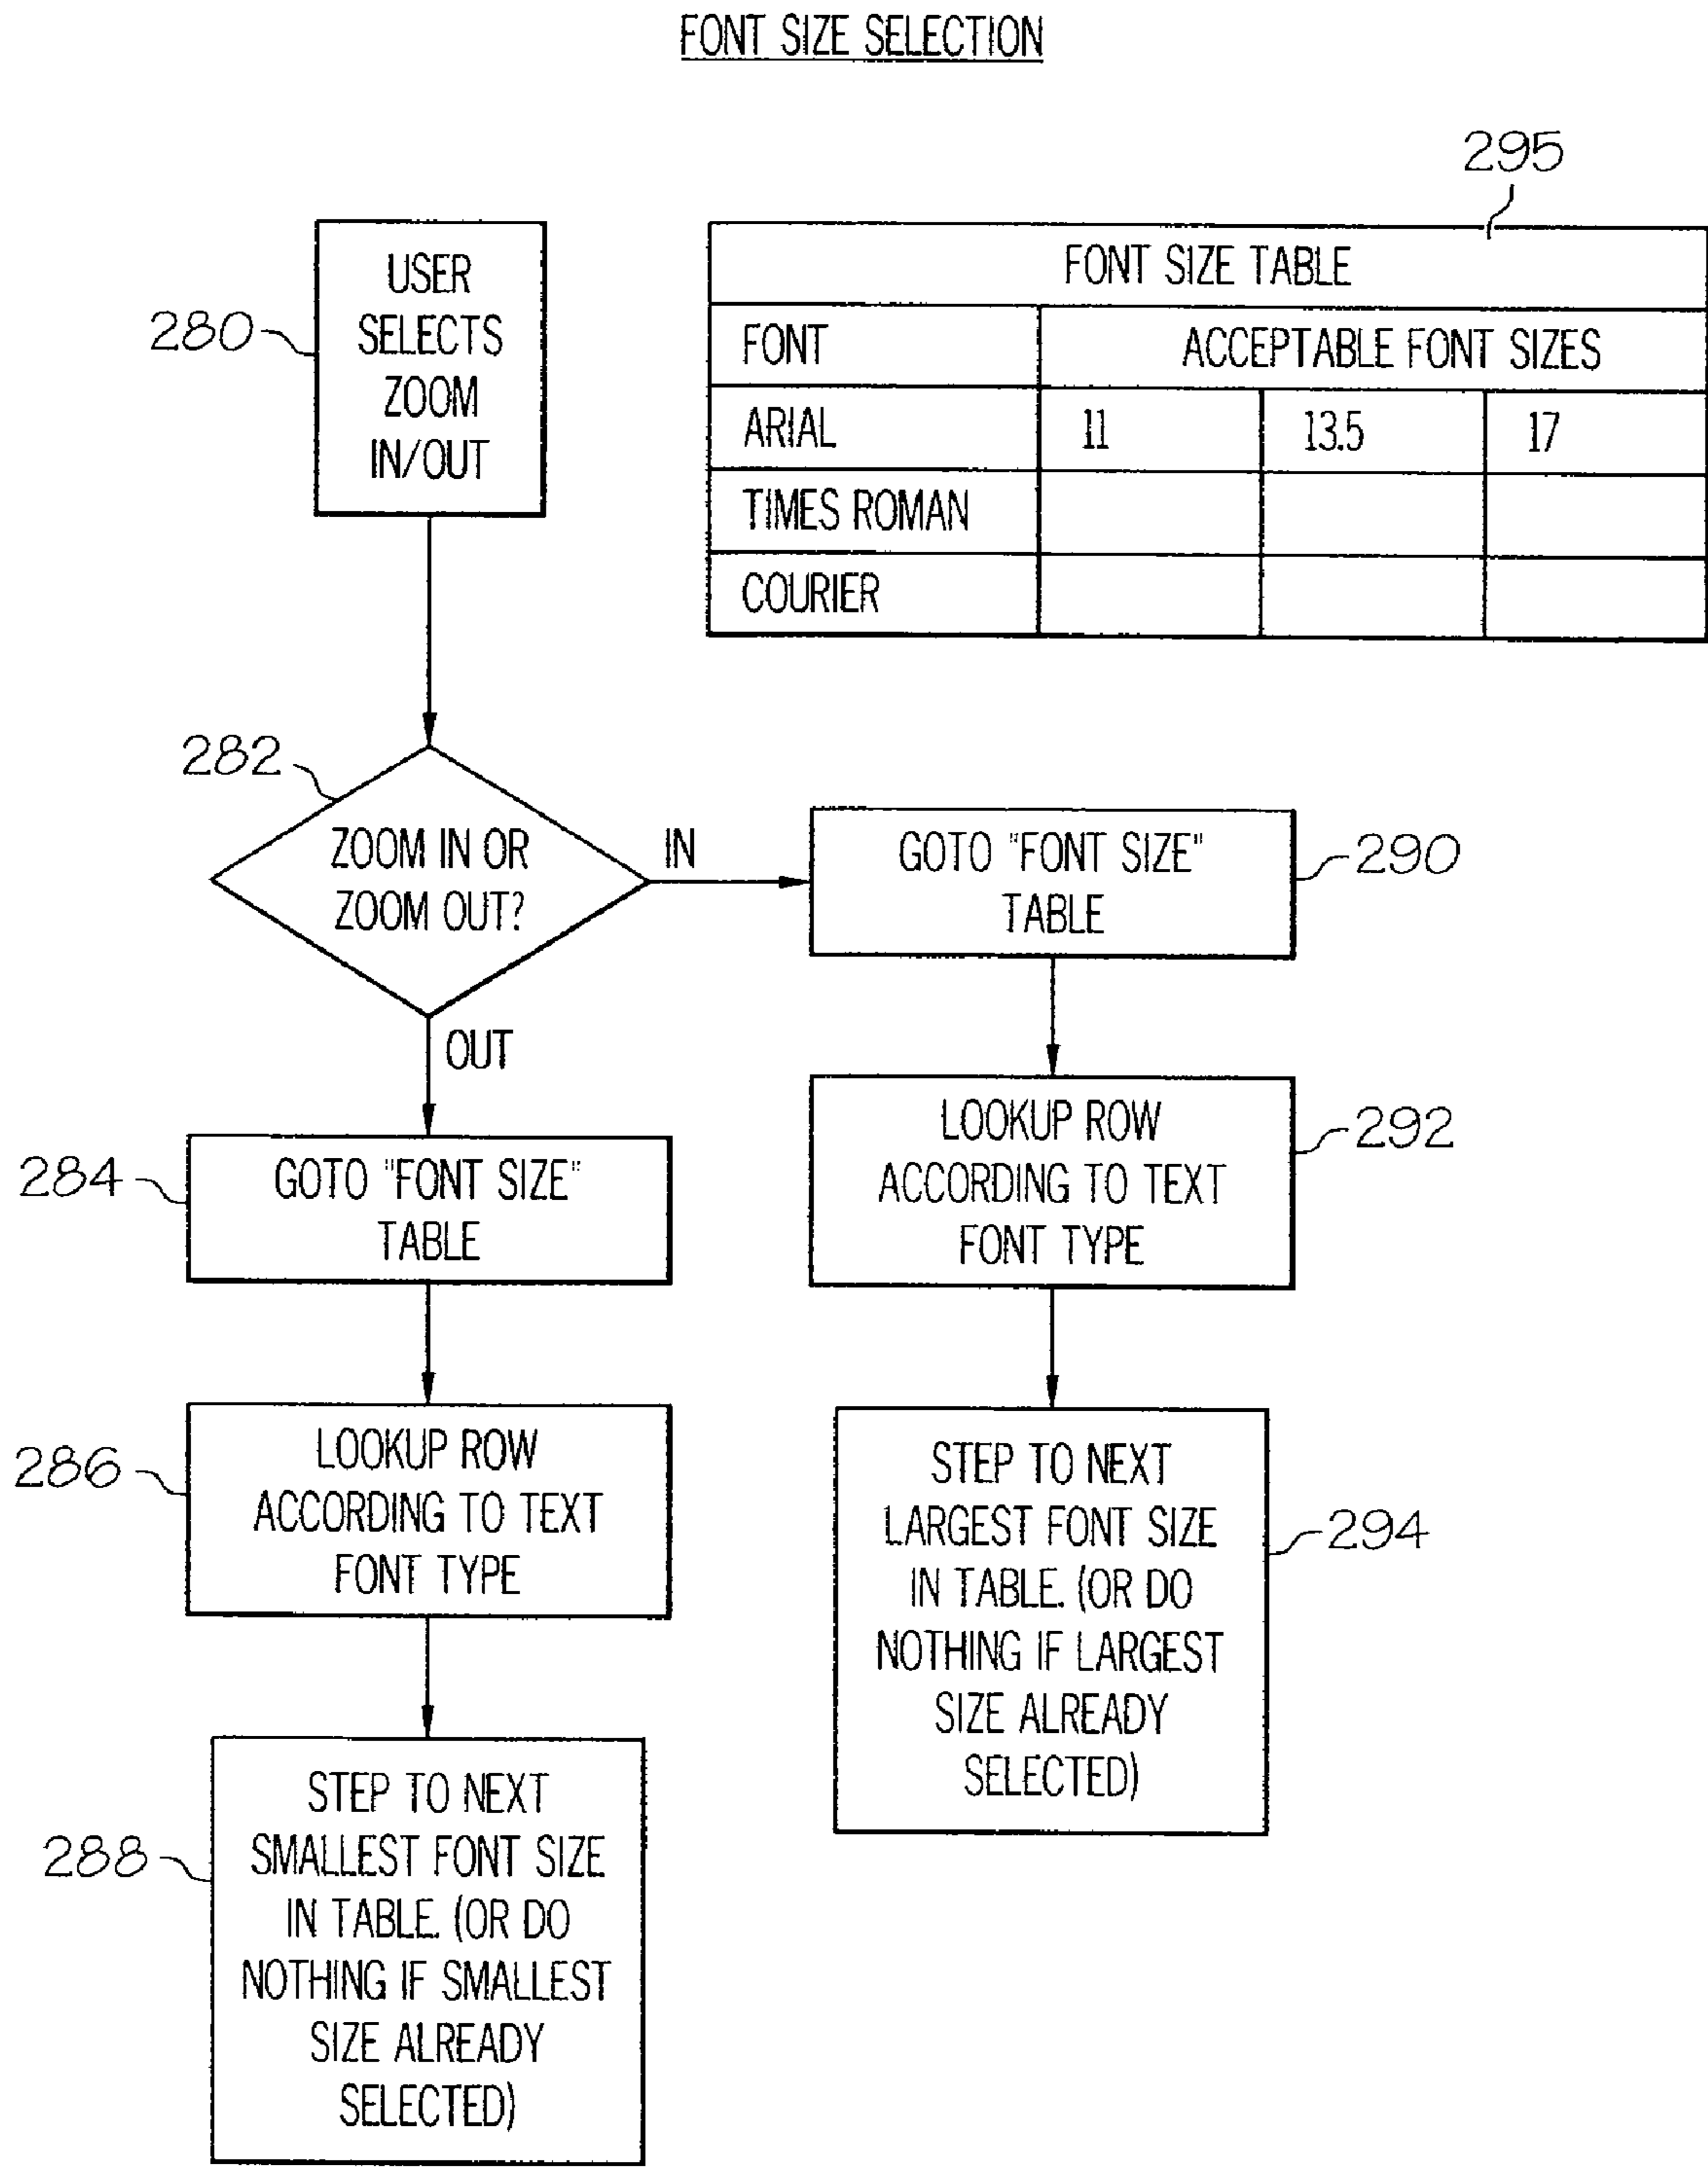 FONT SIZE SELECTION
295
280
USER
SELECTS
ZOOM
IN/OUT
FONT SIZE TABLE
FONT ACCEPTABLE FONT SIZES
ARIAL 11 13.5 17
TIMES ROMAN
COURIER
282
ZOOM IN OR
ZOOM OUT?
IN
OUT
GOTO "FONT SIZE"
TABLE
290
LOOKUP ROW
ACCORDING TO TEXT
FONT TYPE
292
STEP TO NEXT
LARGEST FONT SIZE
IN TABLE. (OR DO
NOTHING IF LARGEST
SIZE ALREADY
SELECTED)
294
284
GOTO "FONT SIZE"
TABLE
286
LOOKUP ROW
ACCORDING TO TEXT
FONT TYPE
288
STEP TO NEXT
SMALLEST FONT SIZE
IN TABLE. (OR DO
NOTHING IF SMALLEST
SIZE ALREADY
SELECTED)